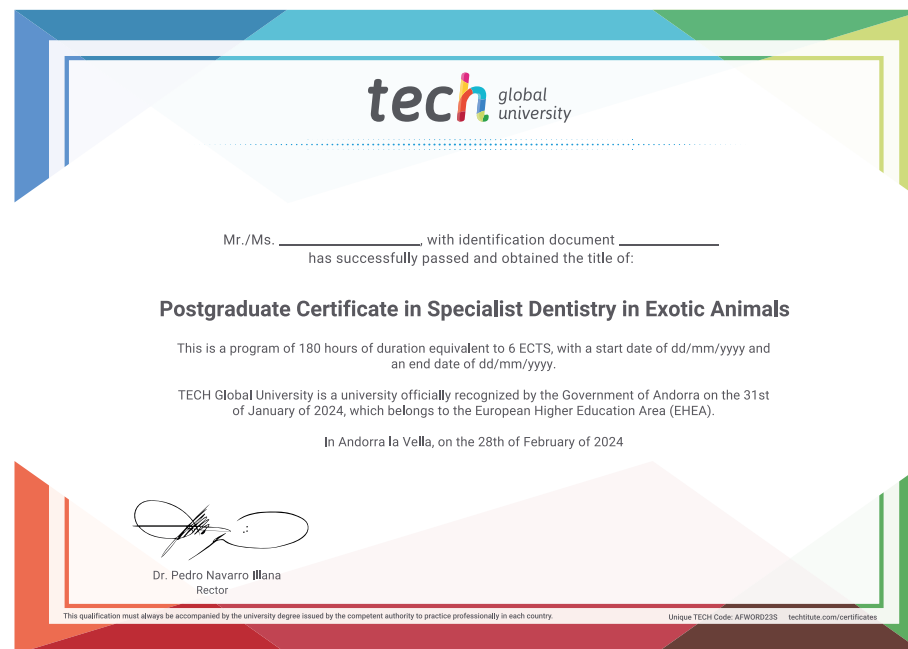 tech global university
Mr./Ms. ____________________, with identification document ______________
has successfully passed and obtained the title of:
Postgraduate Certificate in Specialist Dentistry in Exotic Animals
This is a program of 180 hours of duration equivalent to 6 ECTS, with a start date of dd/mm/yyyy and
an end date of dd/mm/yyyy.
TECH Global University is a university officially recognized by the Government of Andorra on the 31st
of January of 2024, which belongs to the European Higher Education Area (EHEA).
In Andorra la Vella, on the 28th of February of 2024
Dr. Pedro Navarro Illana
Rector
This qualification must always be accompanied by the university degree issued by the competent authority to practice professionally in each country.
Unique TECH Code: AFWORD23S techtitute.com/certificates